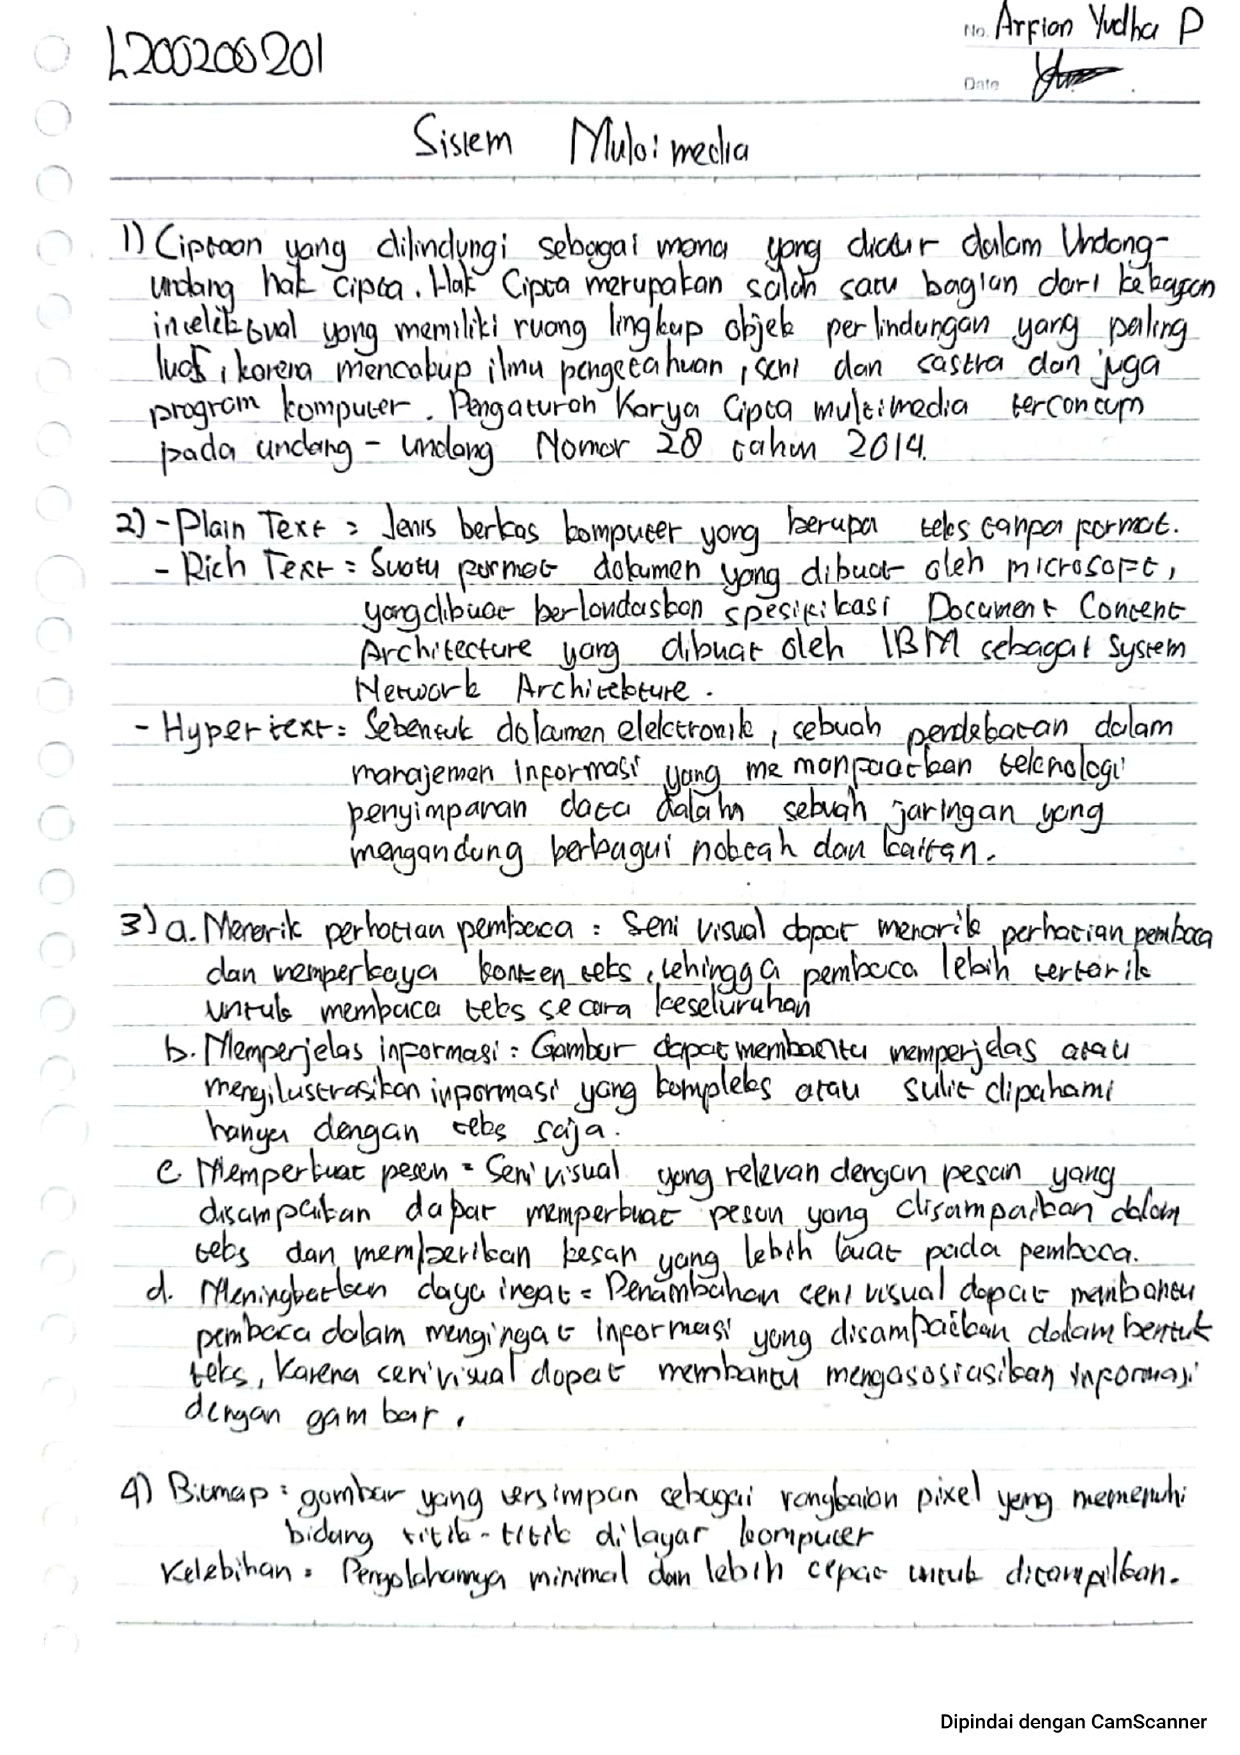 L200200201
No. Arfian Yudha P
Date
Sistem Multimedia
1) Ciptaan yang dilindungi sebagai mana yang diatur dalam Undang-
undang hak cipta. Hak Cipta merupakan salah satu bagian dari kekayaan
intelektual yang memiliki ruang lingkup objek perlindungan yang paling
luas, karena mencakup ilmu pengetahuan, seni dan sastra dan juga
program komputer. Pengaturan Karya Cipta multimedia tercantum
pada undang - undang Nomor 28 tahun 2014.
2) - Plain Text = Jenis berkas komputer yang berupa teks tanpa format.
- Rich Text = Suatu format dokumen yang dibuat oleh microsoft,
yang dibuat berlandaskan spesifikasi Document Content
Architecture yang dibuat oleh IBM sebagai System
Network Architekture.
- Hypertext = Sebentuk dokumen elektronik, sebuah pendekatan dalam
manajemen informasi yang memanfaatkan teknologi
penyimpanan data dalam sebuah jaringan yang
mengandung berbagai noktah dan kaitan.
3) a. Menarik perhatian pembaca : Seni visual dapat menarik perhatian pembaca
dan memperkaya konten teks, sehingga pembaca lebih tertarik
untuk membaca teks secara keseluruhan
b. Memperjelas informasi : Gambar dapat membantu memperjelas atau
mengilustrasikan informasi yang kompleks atau sulit dipahami
hanya dengan teks saja.
c. Memperkuat pesan = Seni visual yang relevan dengan pesan yang
disampaikan dapat memperkuat pesan yang disampaikan dalam
teks dan memberikan kesan yang lebih kuat pada pembaca.
d. Meningkatkan daya ingat = Penambahan seni visual dapat membantu
pembaca dalam mengingat informasi yang disampaikan dalam bentuk
teks, karena seni visual dapat membantu mengasosiasikan informasi
dengan gambar.
4) Bitmap : gambar yang tersimpan sebagai rangkaian pixel yang memenuhi
bidang titik-titik dilayar komputer
Kelebihan = Pengolahannya minimal dan lebih cepat untuk ditampilkan.
Dipindai dengan CamScanner